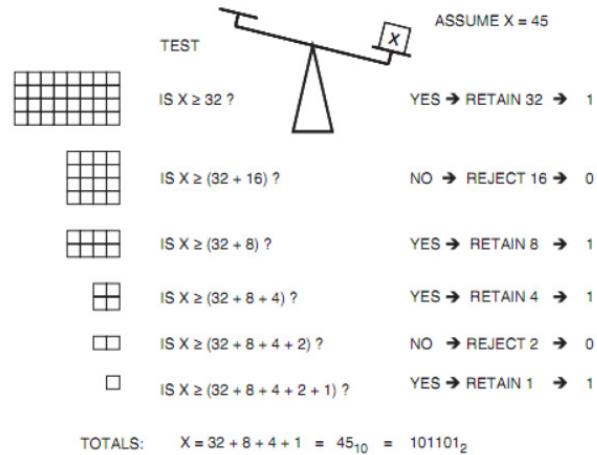 ASSUME X = 45
X
TEST
IS X ≥ 32 ? YES ➔ RETAIN 32 ➔ 1
IS X ≥ (32 + 16) ? NO ➔ REJECT 16 ➔ 0
IS X ≥ (32 + 8) ? YES ➔ RETAIN 8 ➔ 1
IS X ≥ (32 + 8 + 4) ? YES ➔ RETAIN 4 ➔ 1
IS X ≥ (32 + 8 + 4 + 2) ? NO ➔ REJECT 2 ➔ 0
IS X ≥ (32 + 8 + 4 + 2 + 1) ? YES ➔ RETAIN 1 ➔ 1
TOTALS: X = 32 + 8 + 4 + 1 = 45₁₀ = 101101₂